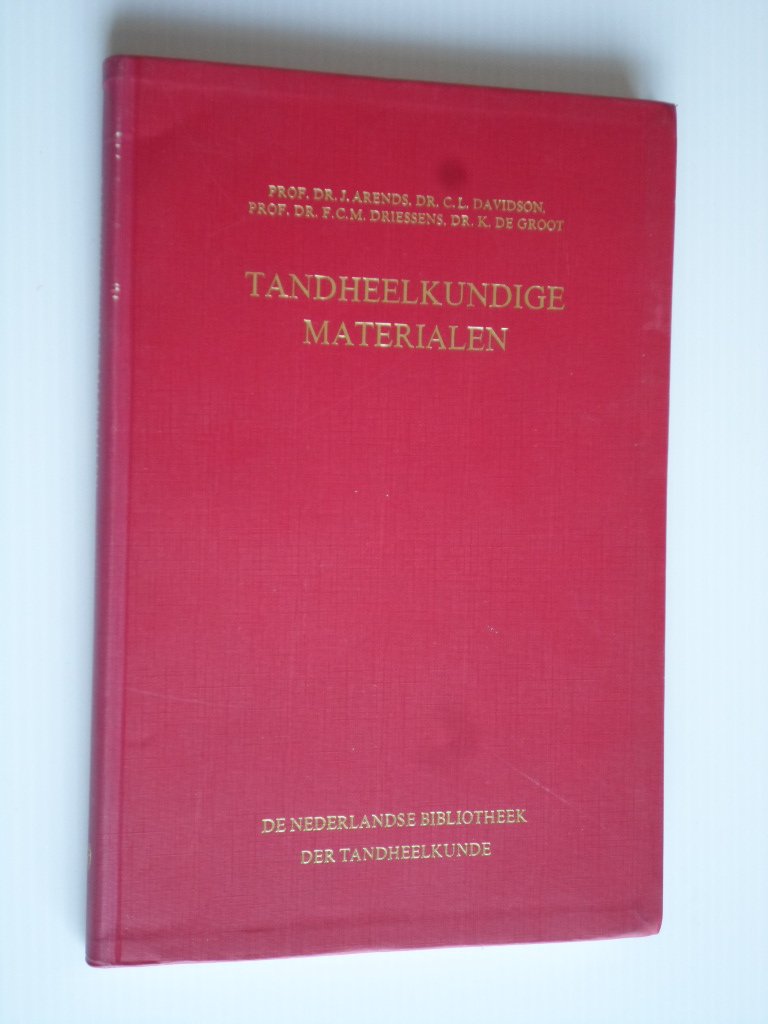 PROF. DR. J. ARENDS, DR. C.L. DAVIDSON,
PROF. DR. F.C.M. DRIESSENS, DR. K. DE GROOT
TANDHEELKUNDIGE
MATERIALEN
DE NEDERLANDSE BIBLIOTHEEK
DER TANDHEELKUNDE